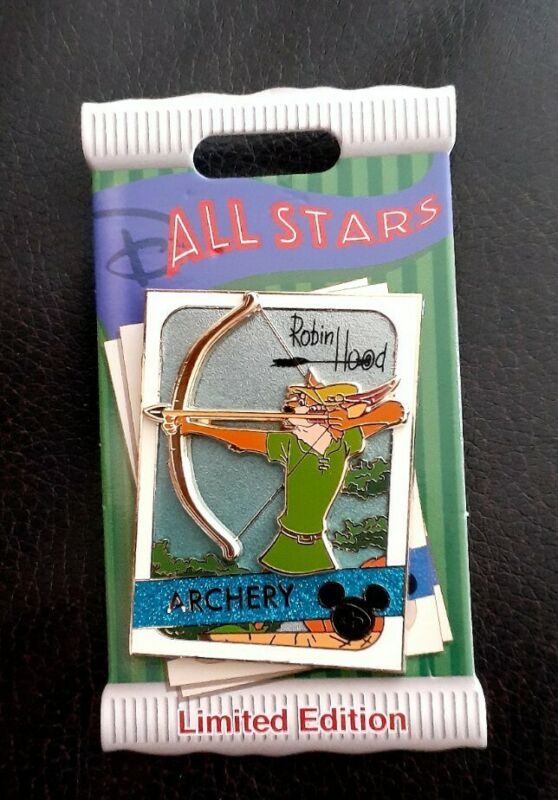 D ALL STARS
Robin
Hood
ARCHERY
Limited Edition